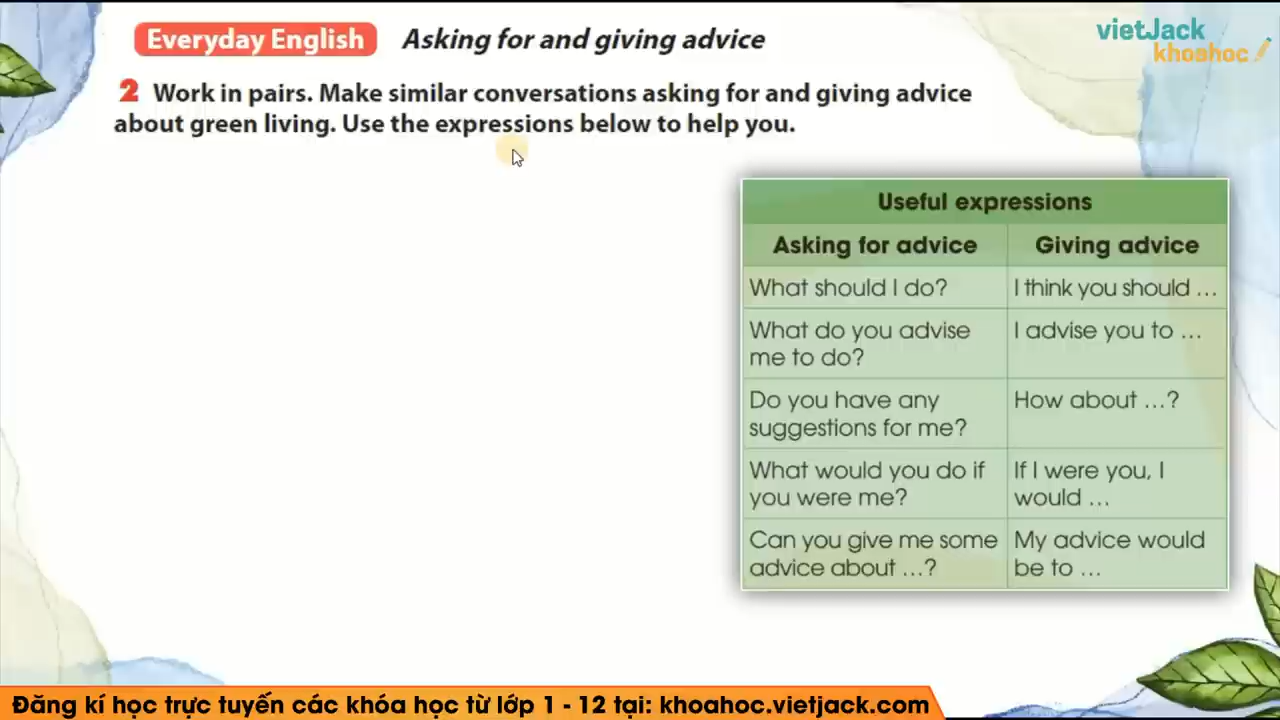 Everyday English Asking for and giving advice
vietJack
khoahoc
2 Work in pairs. Make similar conversations asking for and giving advice
about green living. Use the expressions below to help you.
Useful expressions
Asking for advice
Giving advice
What should I do?
I think you should ...
What do you advise
me to do?
I advise you to ...
Do you have any
suggestions for me?
How about ...?
What would you do if
you were me?
If I were you, I
would ...
Can you give me some
advice about ...?
My advice would
be to ...
Đăng kí học trực tuyến các khóa học từ lớp 1 - 12 tại: khoahoc.vietjack.com